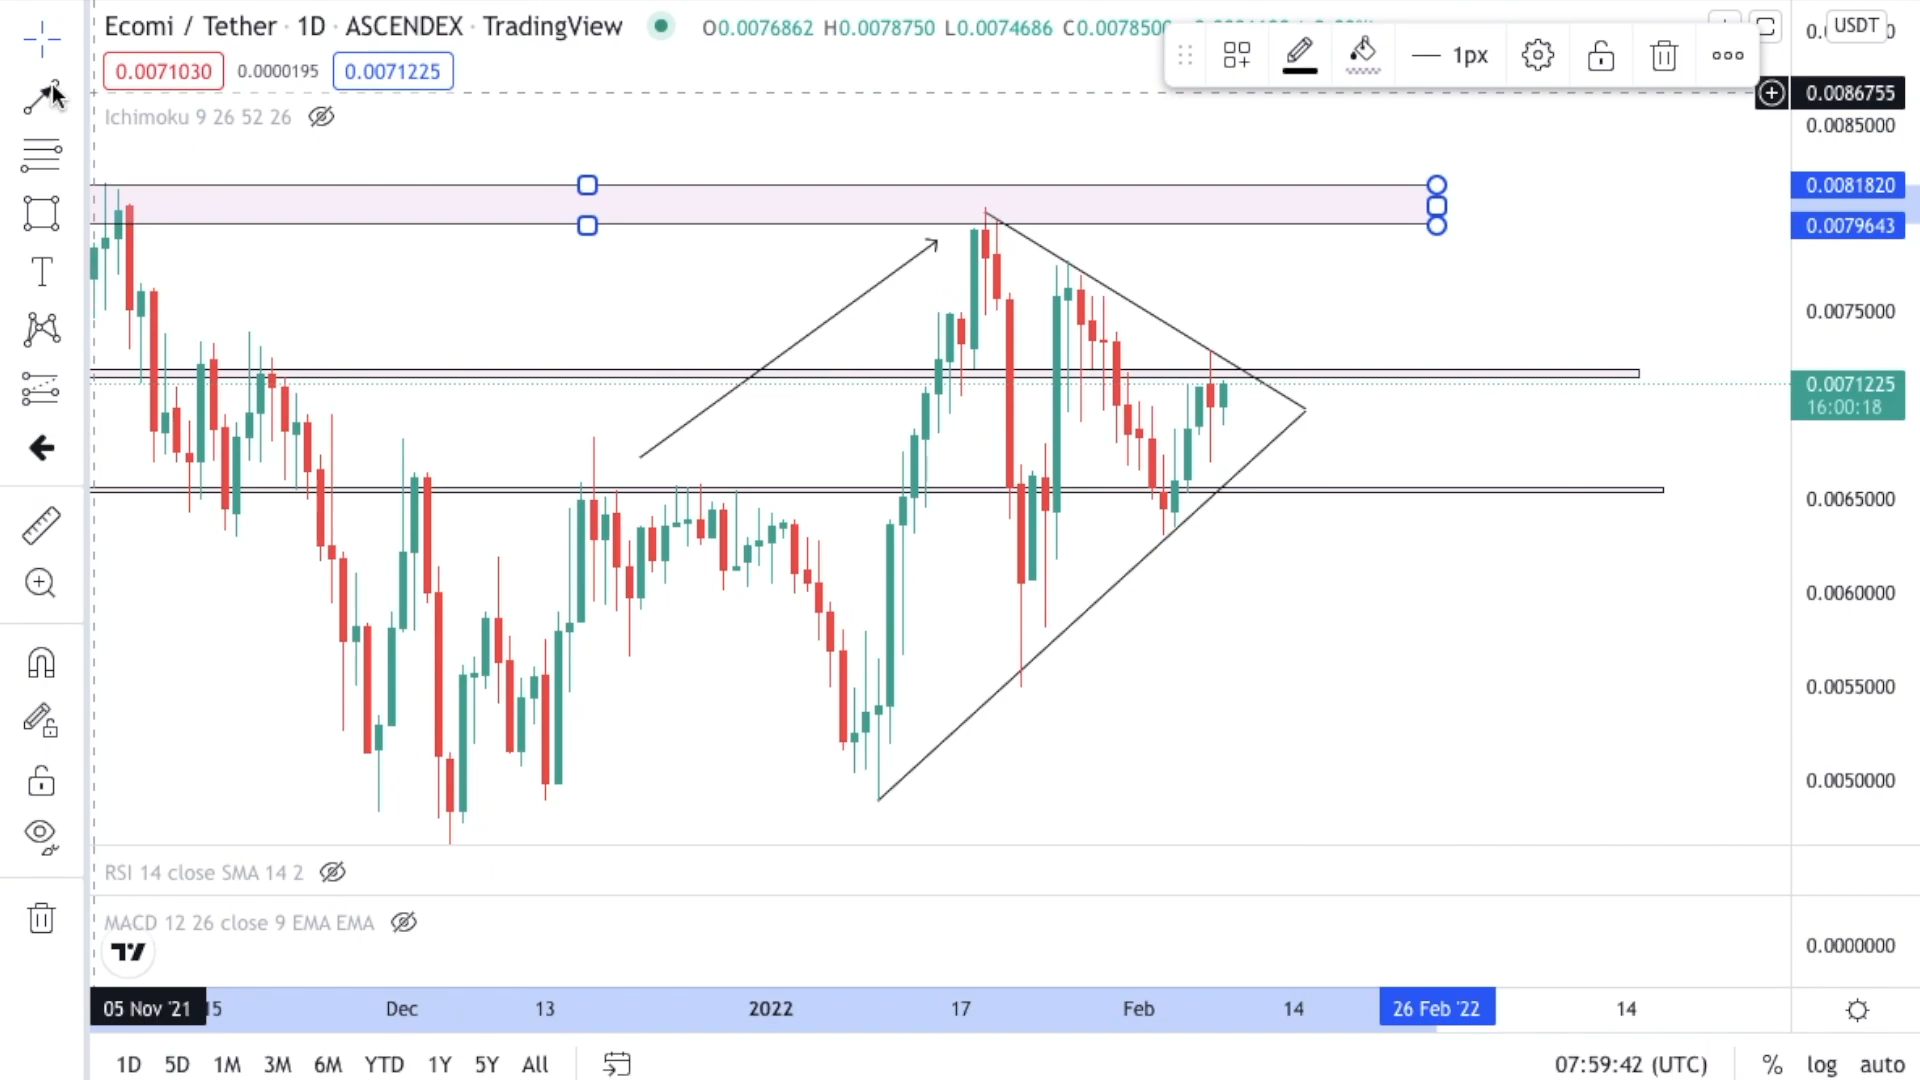 Ecomi / Tether · 1D · ASCENDEX · TradingView
O0.0076862 H0.0078750 L0.0074686
USDT
1px
0.0071030 0.0000195 0.0071225
Ichimoku 9 26 52 26
0.0086755
0.0085000
0.0081820
0.0079643
0.0075000
0.0071225
16:00:18
0.0065000
0.0060000
0.0055000
0.0050000
RSI 14 close SMA 14 2
MACD 12 26 close 9 EMA EMA
0.0000000
05 Nov '21 15 Dec 13 2022 17 Feb 14 26 Feb '22 14
1D 5D 1M 3M 6M YTD 1Y 5Y All
07:59:42 (UTC) % log auto